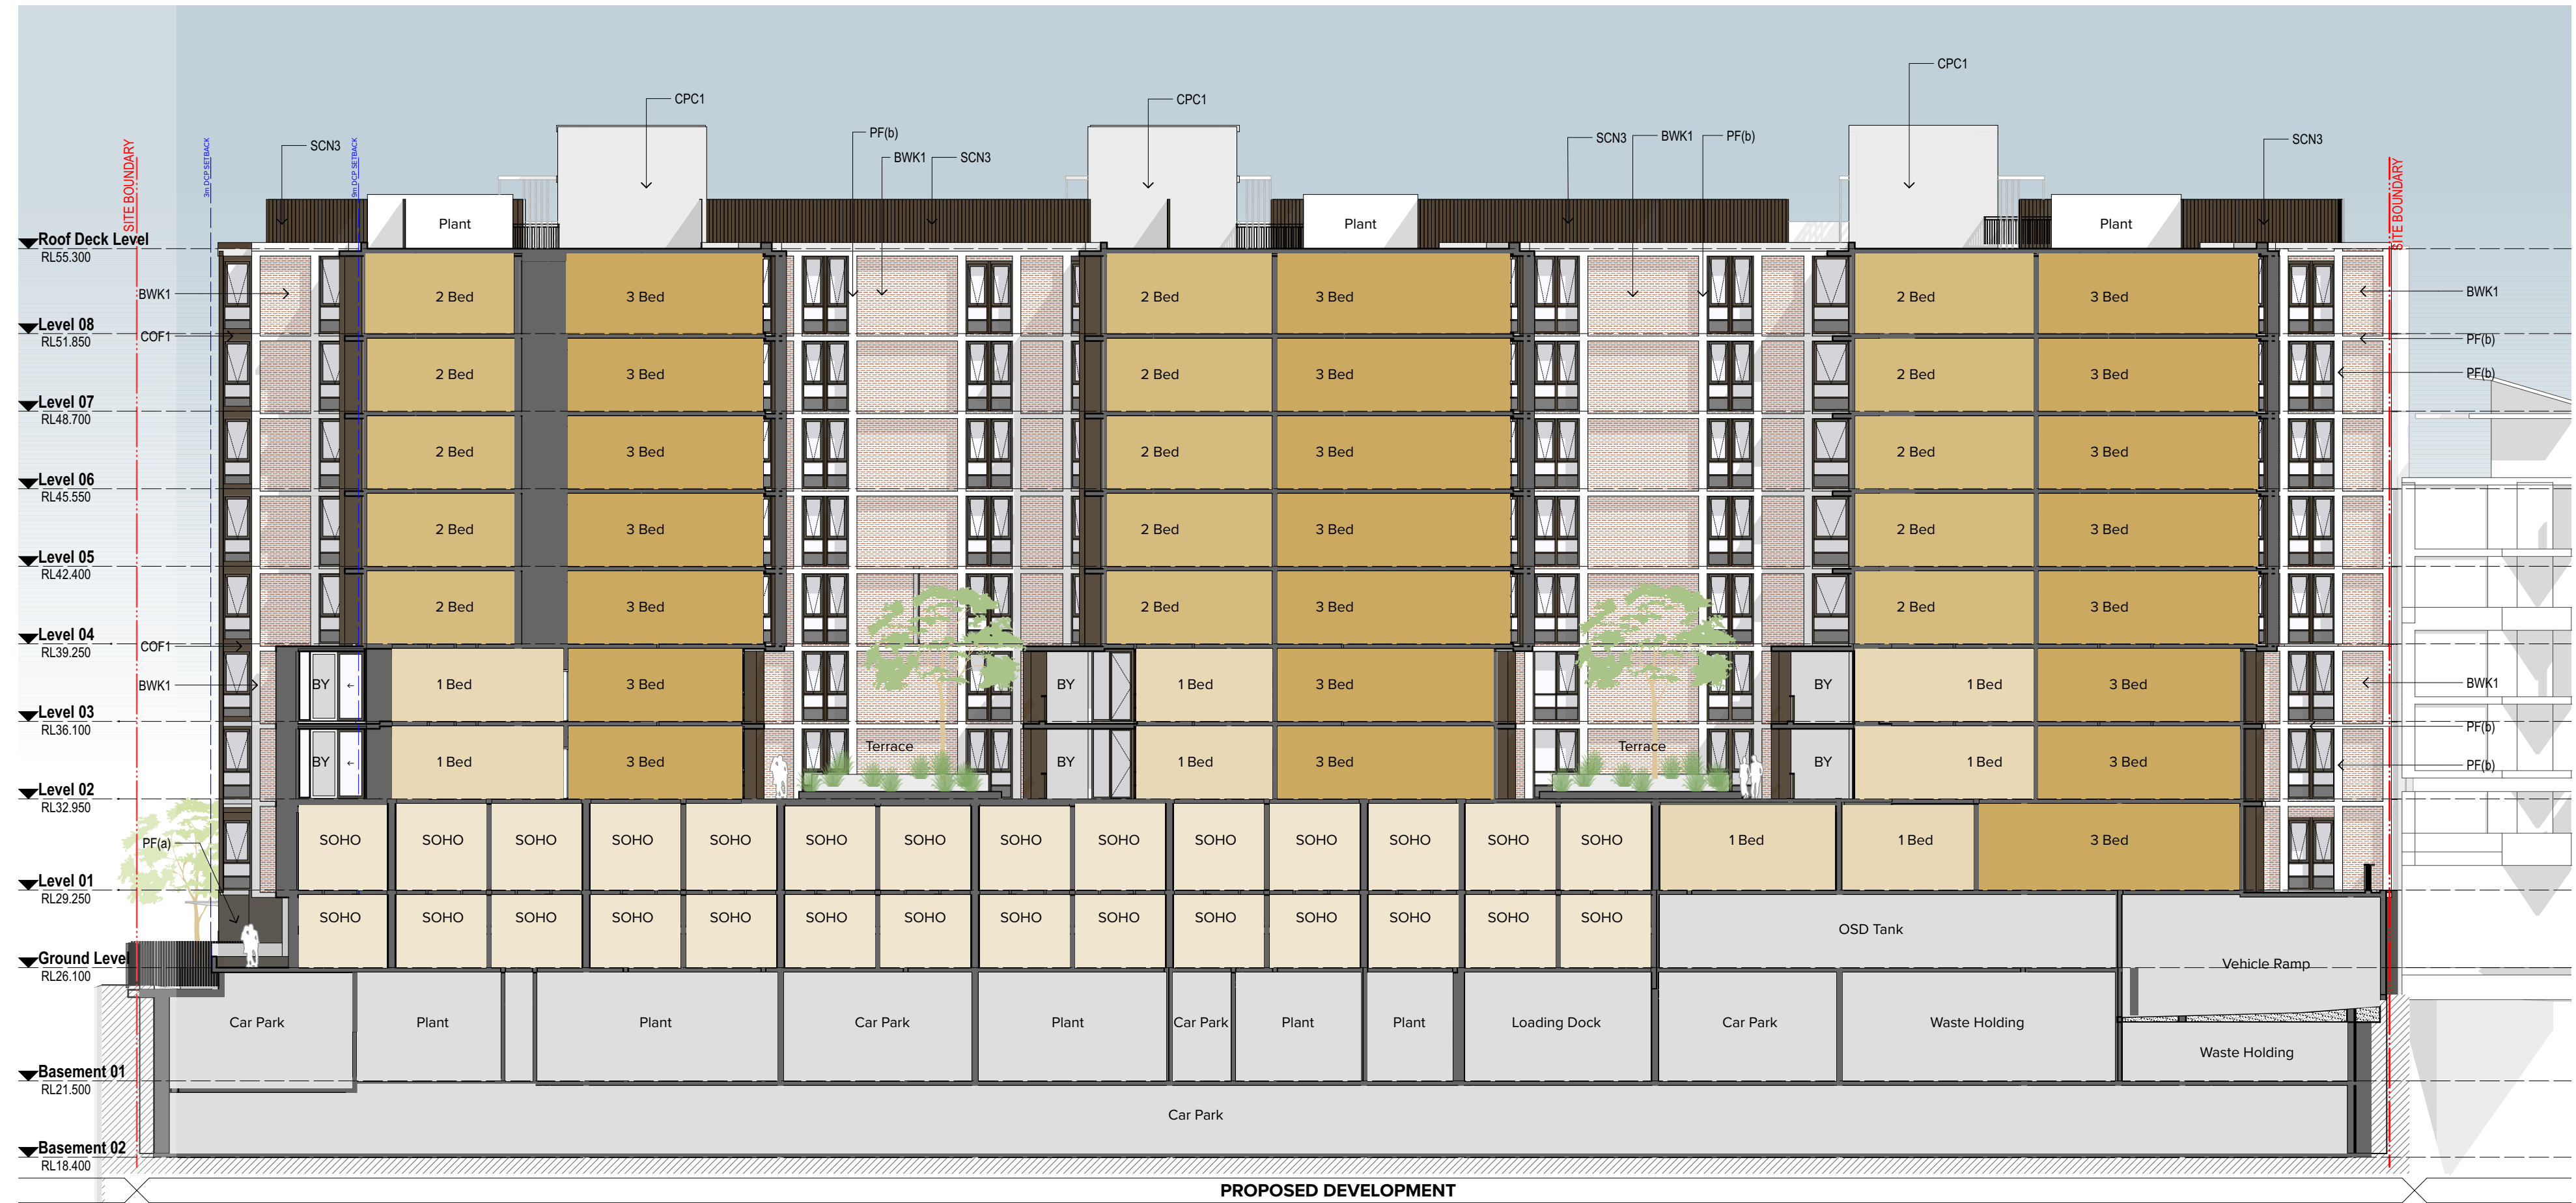 CPC1
CPC1
CPC1
PF(b)
SCN3
BWK1
PF(b)
SCN3
SCN3
BWK1
SCN3
SITE BOUNDARY
3m DCP SETBACK
9m DCP SETBACK
SITE BOUNDARY
Plant
Plant
Plant
Roof Deck Level
RL55.300
BWK1
2 Bed
3 Bed
2 Bed
3 Bed
2 Bed
3 Bed
BWK1
Level 08
RL51.850
COF1
PF(b)
2 Bed
3 Bed
2 Bed
3 Bed
2 Bed
3 Bed
PF(b)
Level 07
RL48.700
2 Bed
3 Bed
2 Bed
3 Bed
2 Bed
3 Bed
Level 06
RL45.550
2 Bed
3 Bed
2 Bed
3 Bed
2 Bed
3 Bed
Level 05
RL42.400
2 Bed
3 Bed
2 Bed
3 Bed
2 Bed
3 Bed
Level 04
RL39.250
COF1
BWK1
BY
1 Bed
3 Bed
BY
1 Bed
3 Bed
BY
1 Bed
3 Bed
BWK1
Level 03
RL36.100
PF(b)
Terrace
Terrace
BY
1 Bed
3 Bed
BY
1 Bed
3 Bed
BY
1 Bed
3 Bed
PF(b)
Level 02
RL32.950
PF(a)
SOHO
SOHO
SOHO
SOHO
SOHO
SOHO
SOHO
SOHO
SOHO
SOHO
SOHO
SOHO
SOHO
SOHO
1 Bed
1 Bed
3 Bed
Level 01
RL29.250
SOHO
SOHO
SOHO
SOHO
SOHO
SOHO
SOHO
SOHO
SOHO
SOHO
SOHO
SOHO
SOHO
SOHO
OSD Tank
Vehicle Ramp
Ground Level
RL26.100
Car Park
Plant
Plant
Car Park
Plant
Car Park
Plant
Plant
Loading Dock
Car Park
Waste Holding
Waste Holding
Basement 01
RL21.500
Car Park
Basement 02
RL18.400
PROPOSED DEVELOPMENT